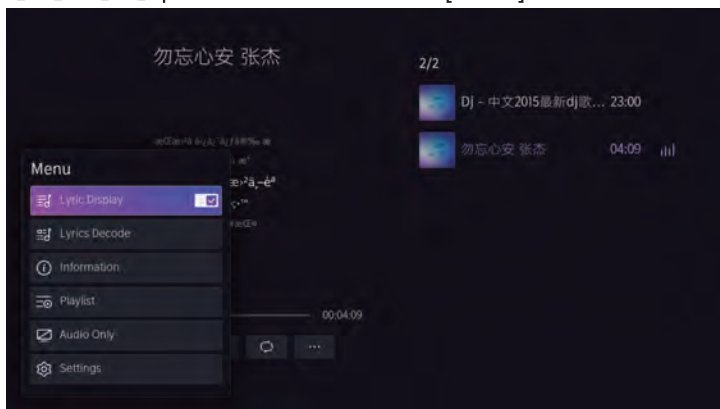 勿忘心安 张杰
2/2
Dj - 中文2015最新dj歌... 23:00
勿忘心安 张杰 04:09
Menu
Lyric Display
Lyrics Decode
Information
Playlist
Audio Only
Settings
00:04:09
...